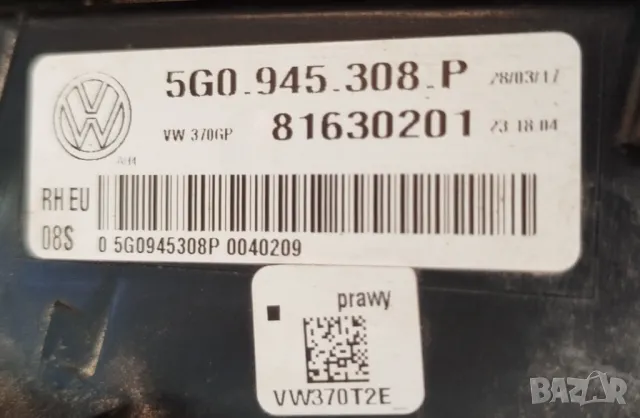 5G0.945.308.P 28/03/17
VW 370GP 81630201 23 18 04
RH EU
08S 0 5G0945308P 0040209
prawy
VW370T2E
BAZAR